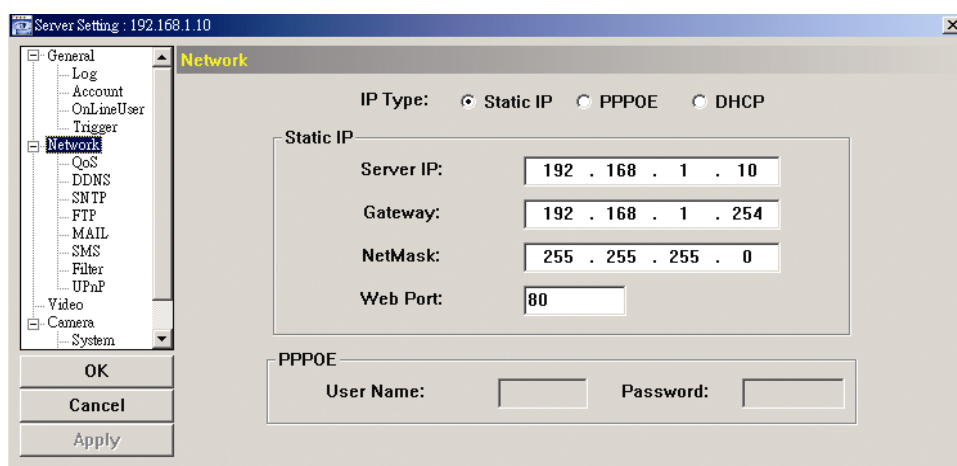 Server Setting : 192.168.1.10
General
Log
Account
OnLineUser
Trigger
Network
QoS
DDNS
SNTP
FTP
MAIL
SMS
Filter
UPnP
Video
Camera
System
OK
Cancel
Apply
Network
IP Type: Static IP PPPOE DHCP
Static IP
Server IP: 192 . 168 . 1 . 10
Gateway: 192 . 168 . 1 . 254
NetMask: 255 . 255 . 255 . 0
Web Port: 80
PPPOE
User Name: Password: